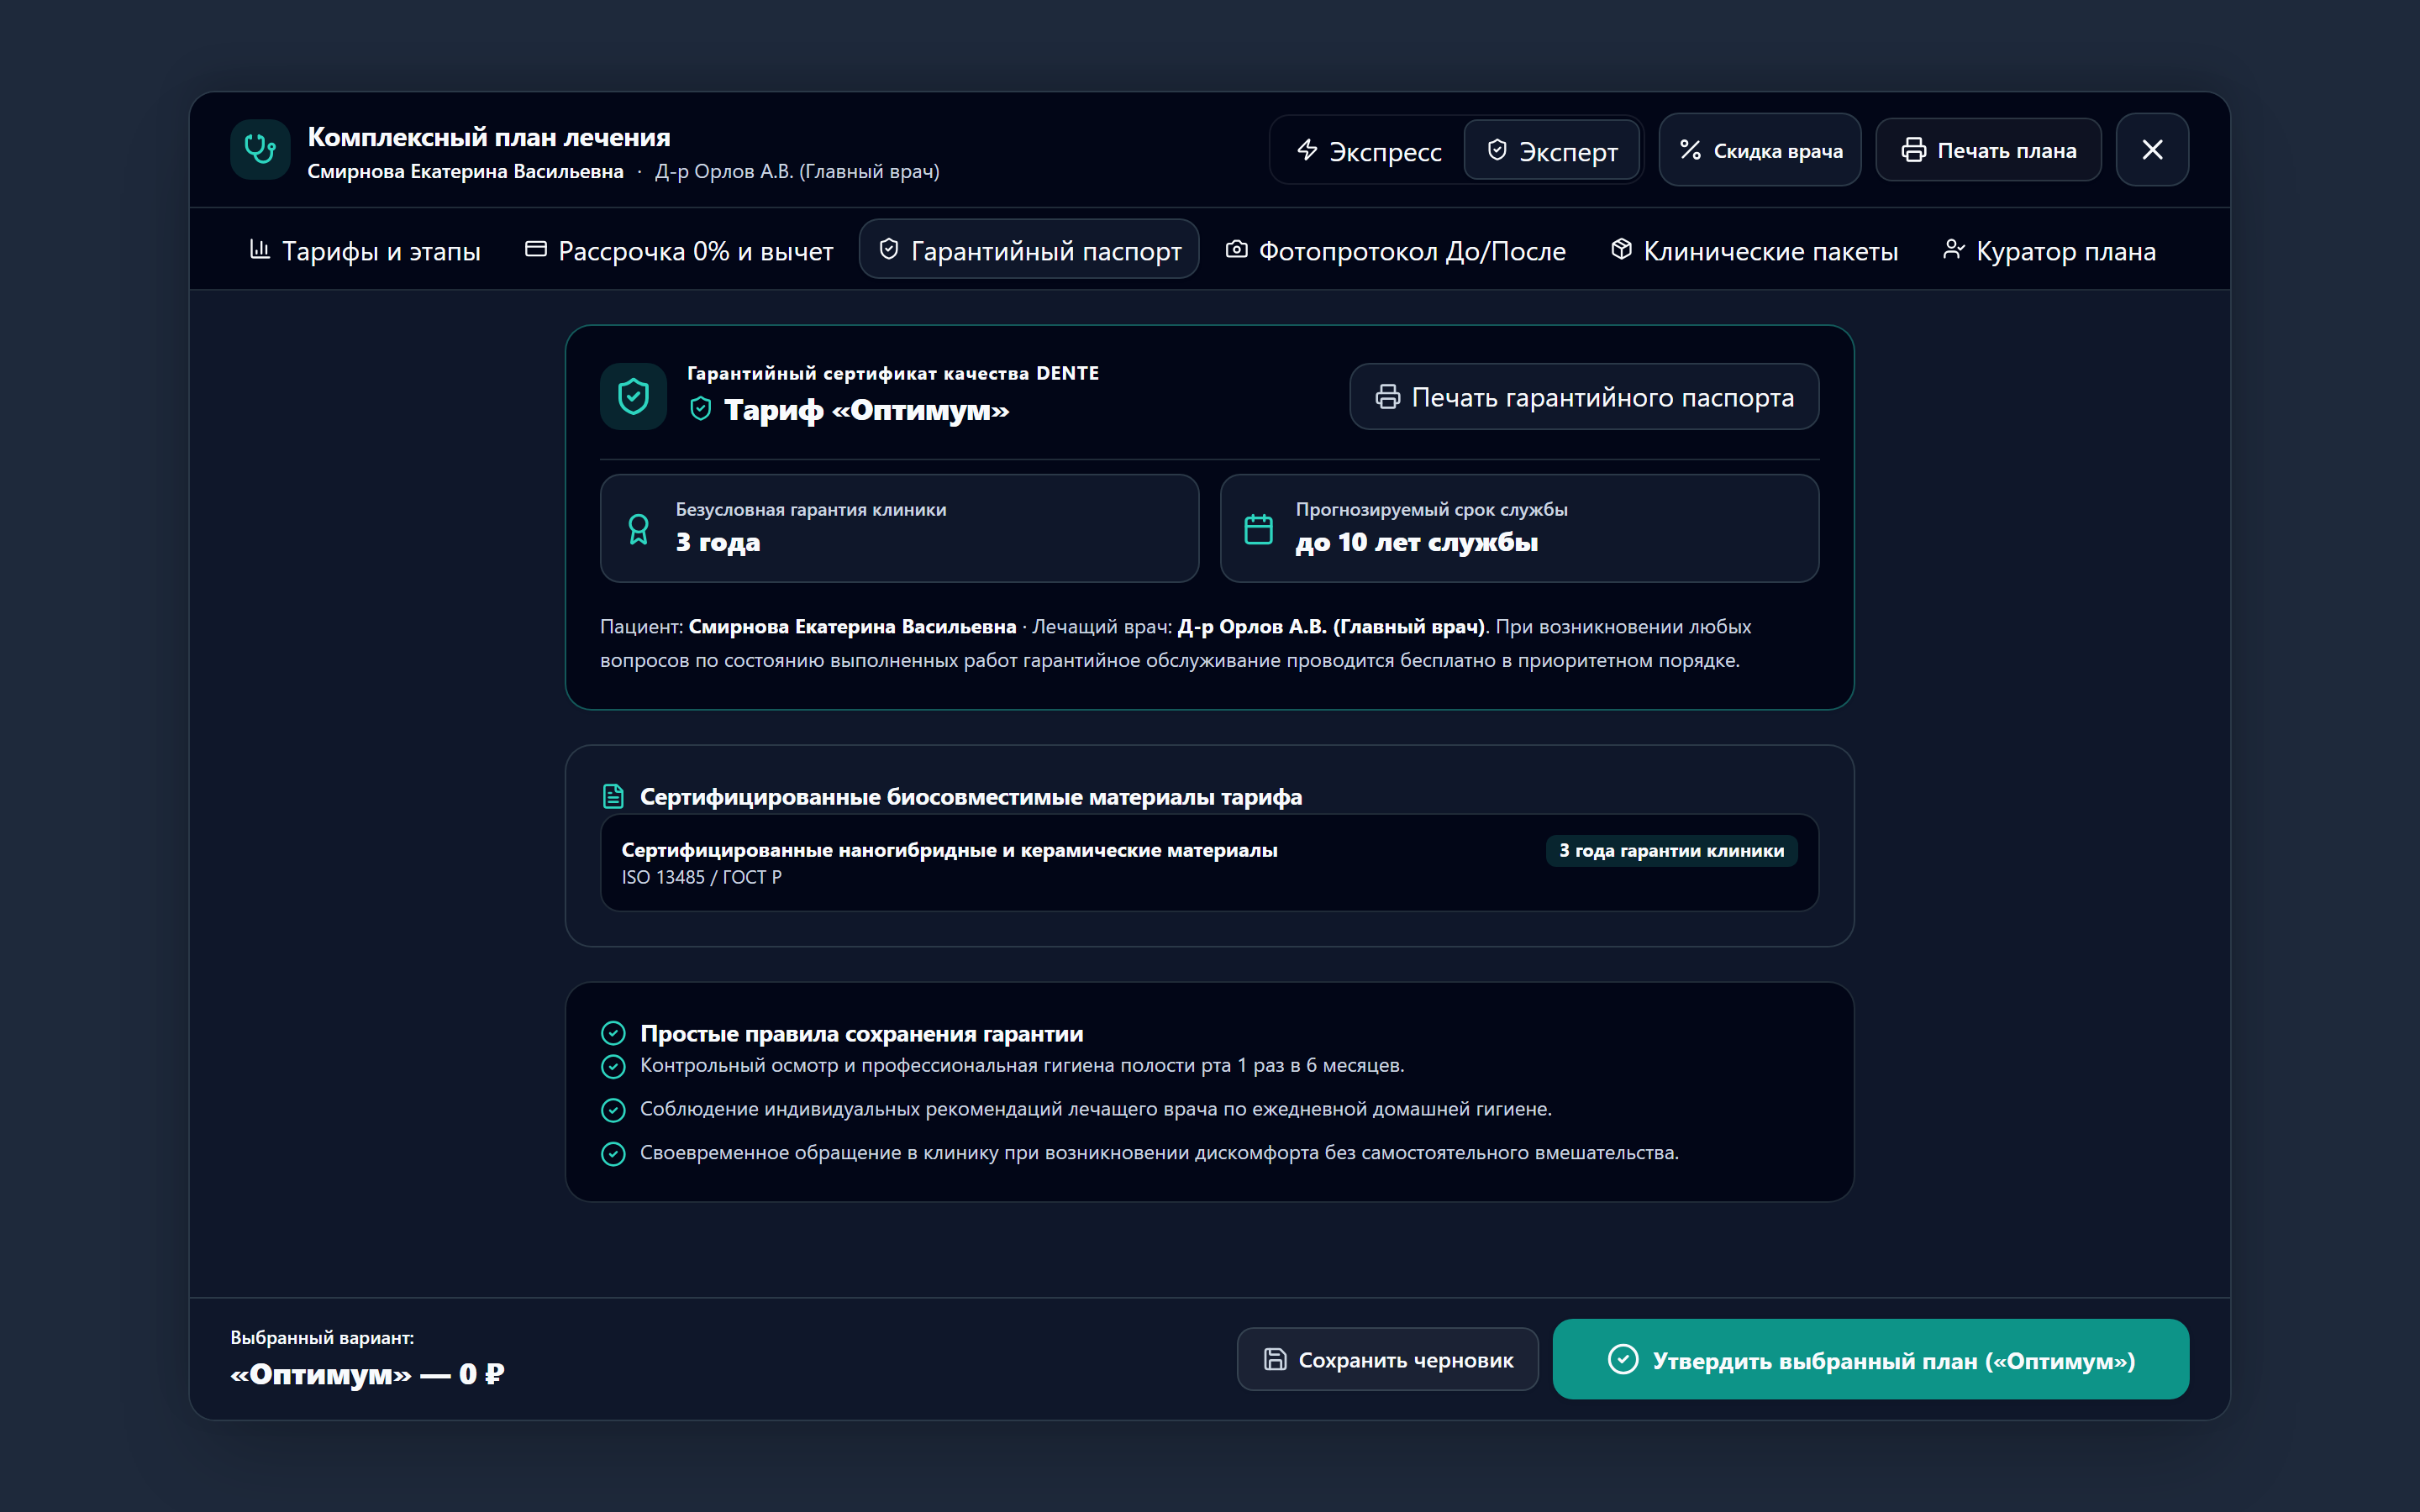 Комплексный план лечения
Смирнова Екатерина Васильевна · Д-р Орлов А.В. (Главный врач)
Экспресс
Эксперт
Скидка врача
Печать плана
Тарифы и этапы
Рассрочка 0% и вычет
Гарантийный паспорт
Фотопротокол До/После
Клинические пакеты
Куратор плана
Гарантийный сертификат качества DENTE
Тариф «Оптимум»
Печать гарантийного паспорта
Безусловная гарантия клиники
3 года
Прогнозируемый срок службы
до 10 лет службы
Пациент: Смирнова Екатерина Васильевна · Лечащий врач: Д-р Орлов А.В. (Главный врач). При возникновении любых
вопросов по состоянию выполненных работ гарантийное обслуживание проводится бесплатно в приоритетном порядке.
Сертифицированные биосовместимые материалы тарифа
Сертифицированные наногибридные и керамические материалы
3 года гарантии клиники
ISO 13485 / ГОСТ Р
Простые правила сохранения гарантии
Контрольный осмотр и профессиональная гигиена полости рта 1 раз в 6 месяцев.
Соблюдение индивидуальных рекомендаций лечащего врача по ежедневной домашней гигиене.
Своевременное обращение в клинику при возникновении дискомфорта без самостоятельного вмешательства.
Выбранный вариант:
«Оптимум» — 0 ₽
Сохранить черновик
Утвердить выбранный план («Оптимум»)